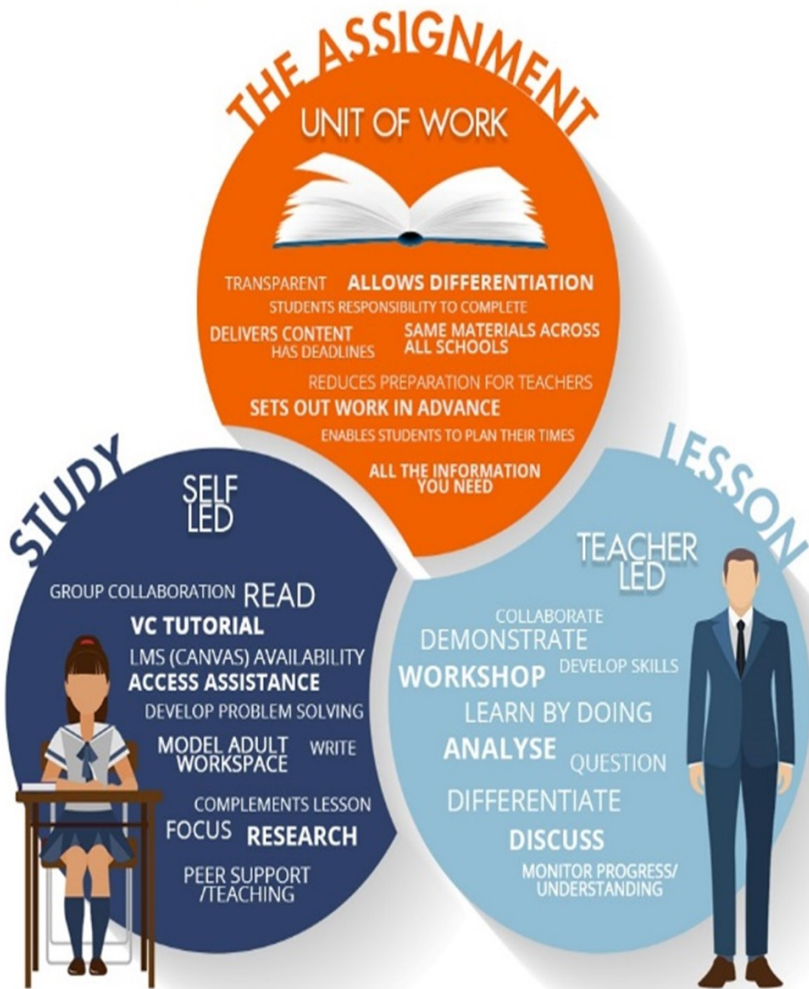 THE ASSIGNMENT
UNIT OF WORK
TRANSPARENT ALLOWS DIFFERENTIATION
STUDENTS RESPONSIBILITY TO COMPLETE
DELIVERS CONTENT
HAS DEADLINES
SAME MATERIALS ACROSS
ALL SCHOOLS
REDUCES PREPARATION FOR TEACHERS
SETS OUT WORK IN ADVANCE
ENABLES STUDENTS TO PLAN THEIR TIMES
ALL THE INFORMATION
YOU NEED
STUDY
SELF
LED
GROUP COLLABORATION READ
VC TUTORIAL
LMS (CANVAS) AVAILABILITY
ACCESS ASSISTANCE
DEVELOP PROBLEM SOLVING
MODEL ADULT
WORKSPACE
WRITE
COMPLEMENTS LESSON
FOCUS RESEARCH
PEER SUPPORT
/TEACHING
LESSON
TEACHER
LED
COLLABORATE
DEMONSTRATE
WORKSHOP DEVELOP SKILLS
LEARN BY DOING
ANALYSE QUESTION
DIFFERENTIATE
DISCUSS
MONITOR PROGRESS/
UNDERSTANDING